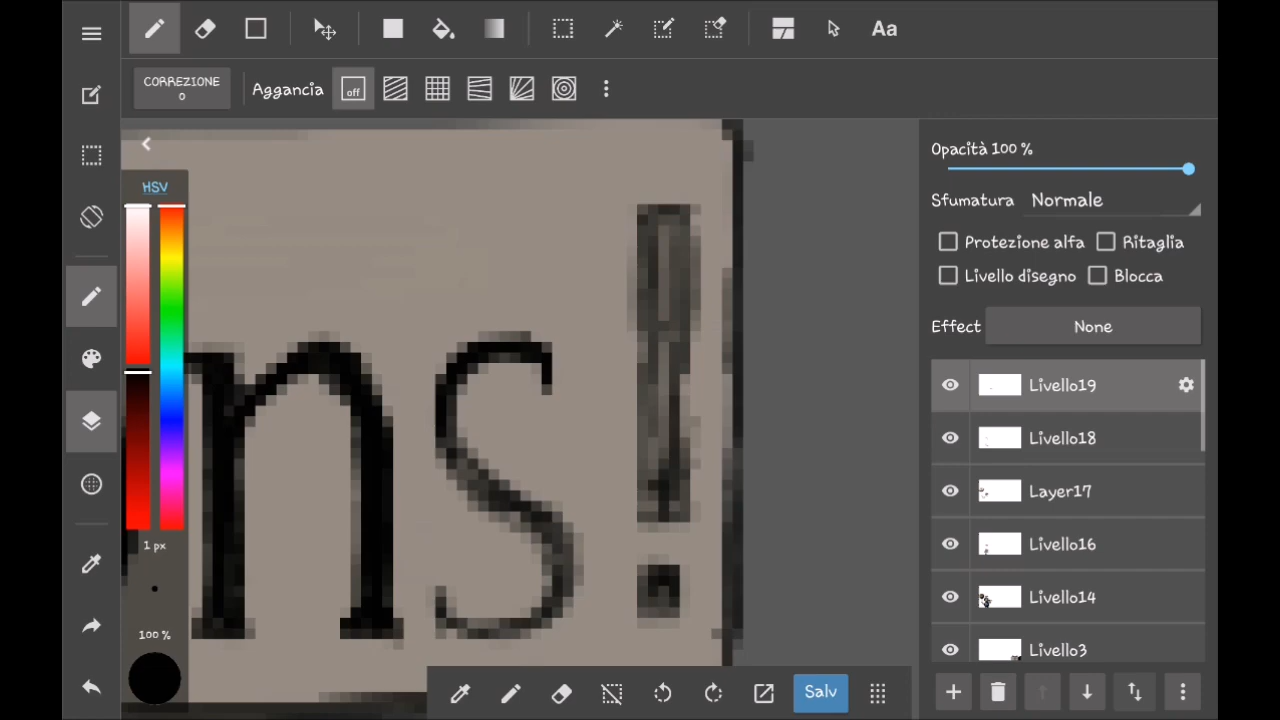 Aa
CORREZIONE
0
Aggancia
off
HSV
1 px
100 %
ns!
Opacità 100 %
Sfumatura Normale
Protezione alfa Ritaglia
Livello disegno Blocca
Effect None
Livello19
Livello18
Layer17
Livello16
Livello14
Livello3
Salv